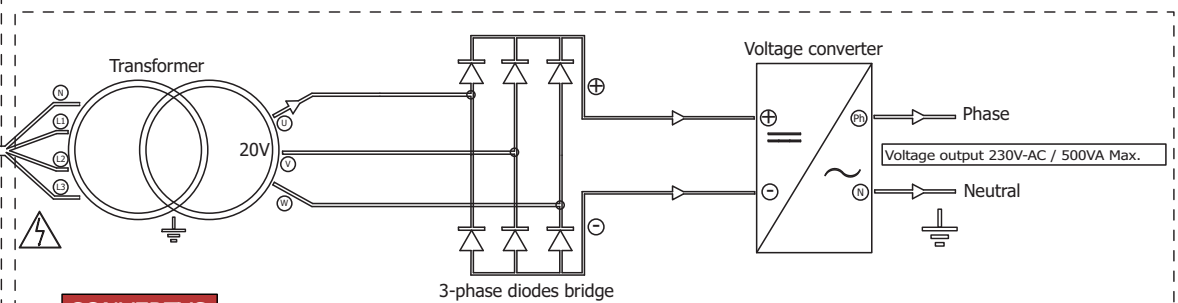 Transformer
Voltage converter
N
L1
L2
L3
20V
U
V
W
+
-
+
-
Ph
N
Phase
Voltage output 230V-AC / 500VA Max.
Neutral
3-phase diodes bridge